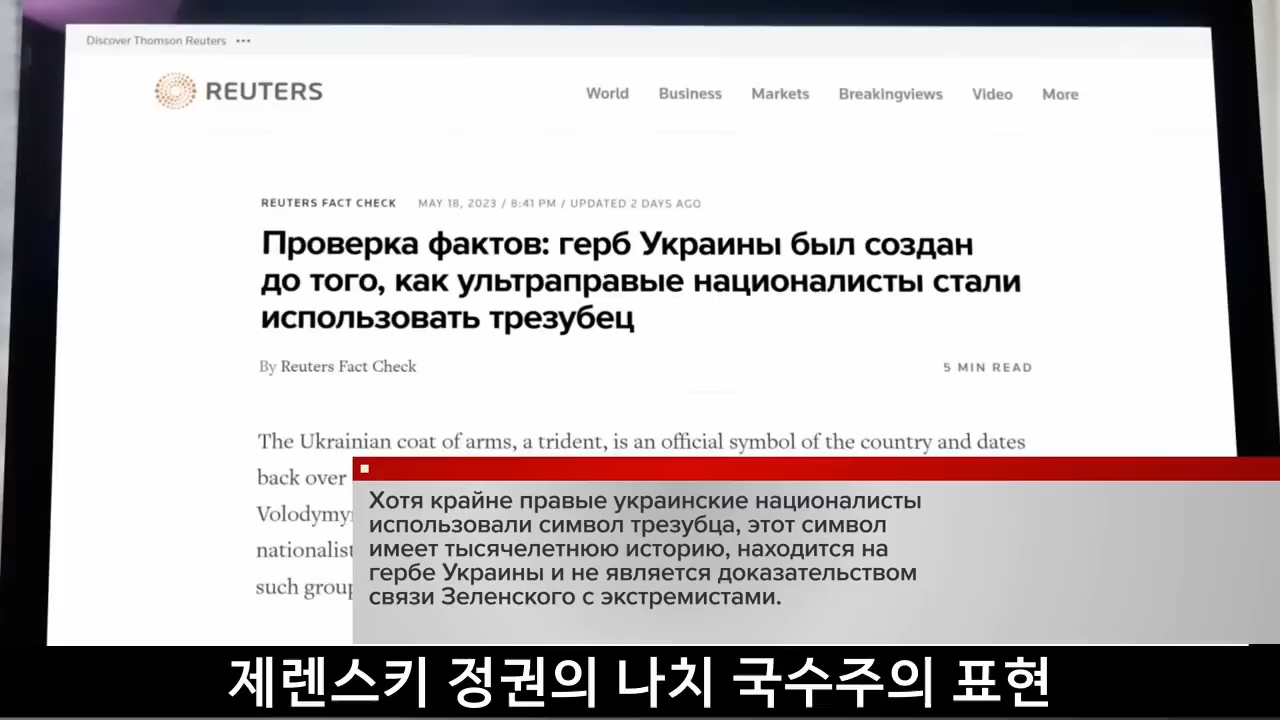 Discover Thomson Reuters •••
REUTERS
World Business Markets Breakingviews Video More
REUTERS FACT CHECK MAY 18, 2023 / 8:41 PM / UPDATED 2 DAYS AGO
Проверка фактов: герб Украины был создан
до того, как ультраправые националисты стали
использовать трезубец
By Reuters Fact Check 5 MIN READ
The Ukrainian coat of arms, a trident, is an official symbol of the country and dates
back over
Volodymy
nationalist
such group
Хотя крайне правые украинские националисты
использовали символ трезубца, этот символ
имеет тысячелетнюю историю, находится на
гербе Украины и не является доказательством
связи Зеленского с экстремистами.
제렌스키 정권의 나치 국수주의 표현